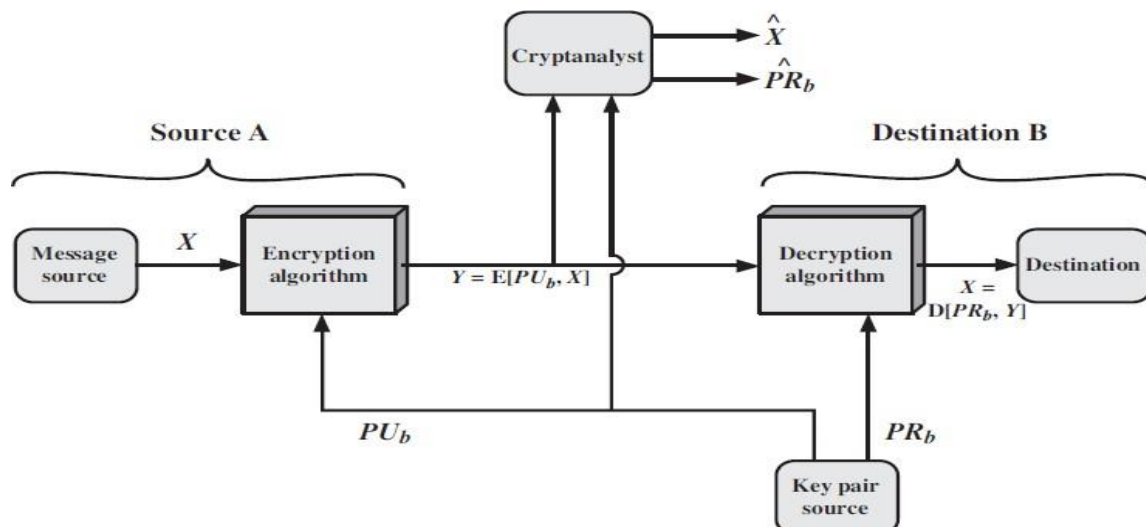 Cryptanalyst
X̂
P̂R_b
Source A
Destination B
Message
source
X
Encryption
algorithm
Y = E[PU_b, X]
Decryption
algorithm
X =
D[PR_b, Y]
Destination
PU_b
PR_b
Key pair
source